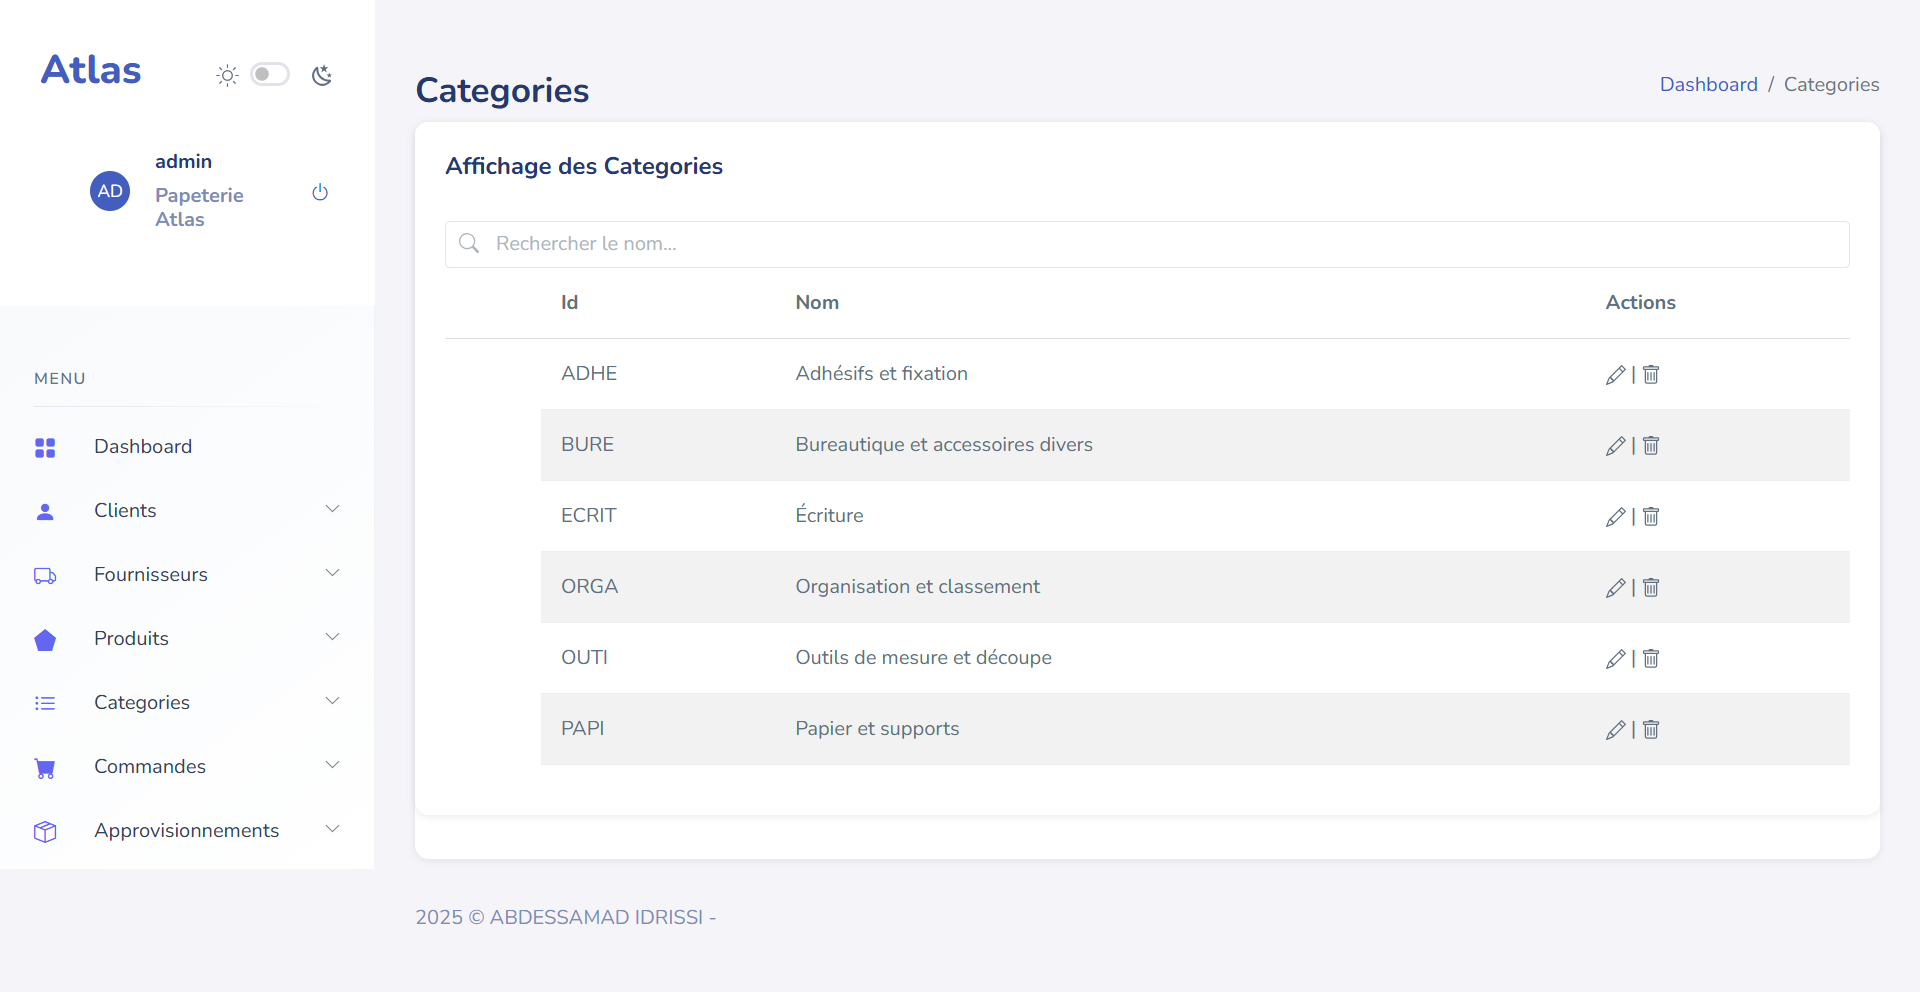 Atlas
admin
AD
Papeterie
Atlas
MENU
Dashboard
Clients
Fournisseurs
Produits
Categories
Commandes
Approvisionnements
Categories
Dashboard / Categories
Affichage des Categories
Rechercher le nom...
Id Nom Actions
ADHE Adhésifs et fixation |
BURE Bureautique et accessoires divers |
ECRIT Écriture |
ORGA Organisation et classement |
OUTI Outils de mesure et découpe |
PAPI Papier et supports |
2025 © ABDESSAMAD IDRISSI -